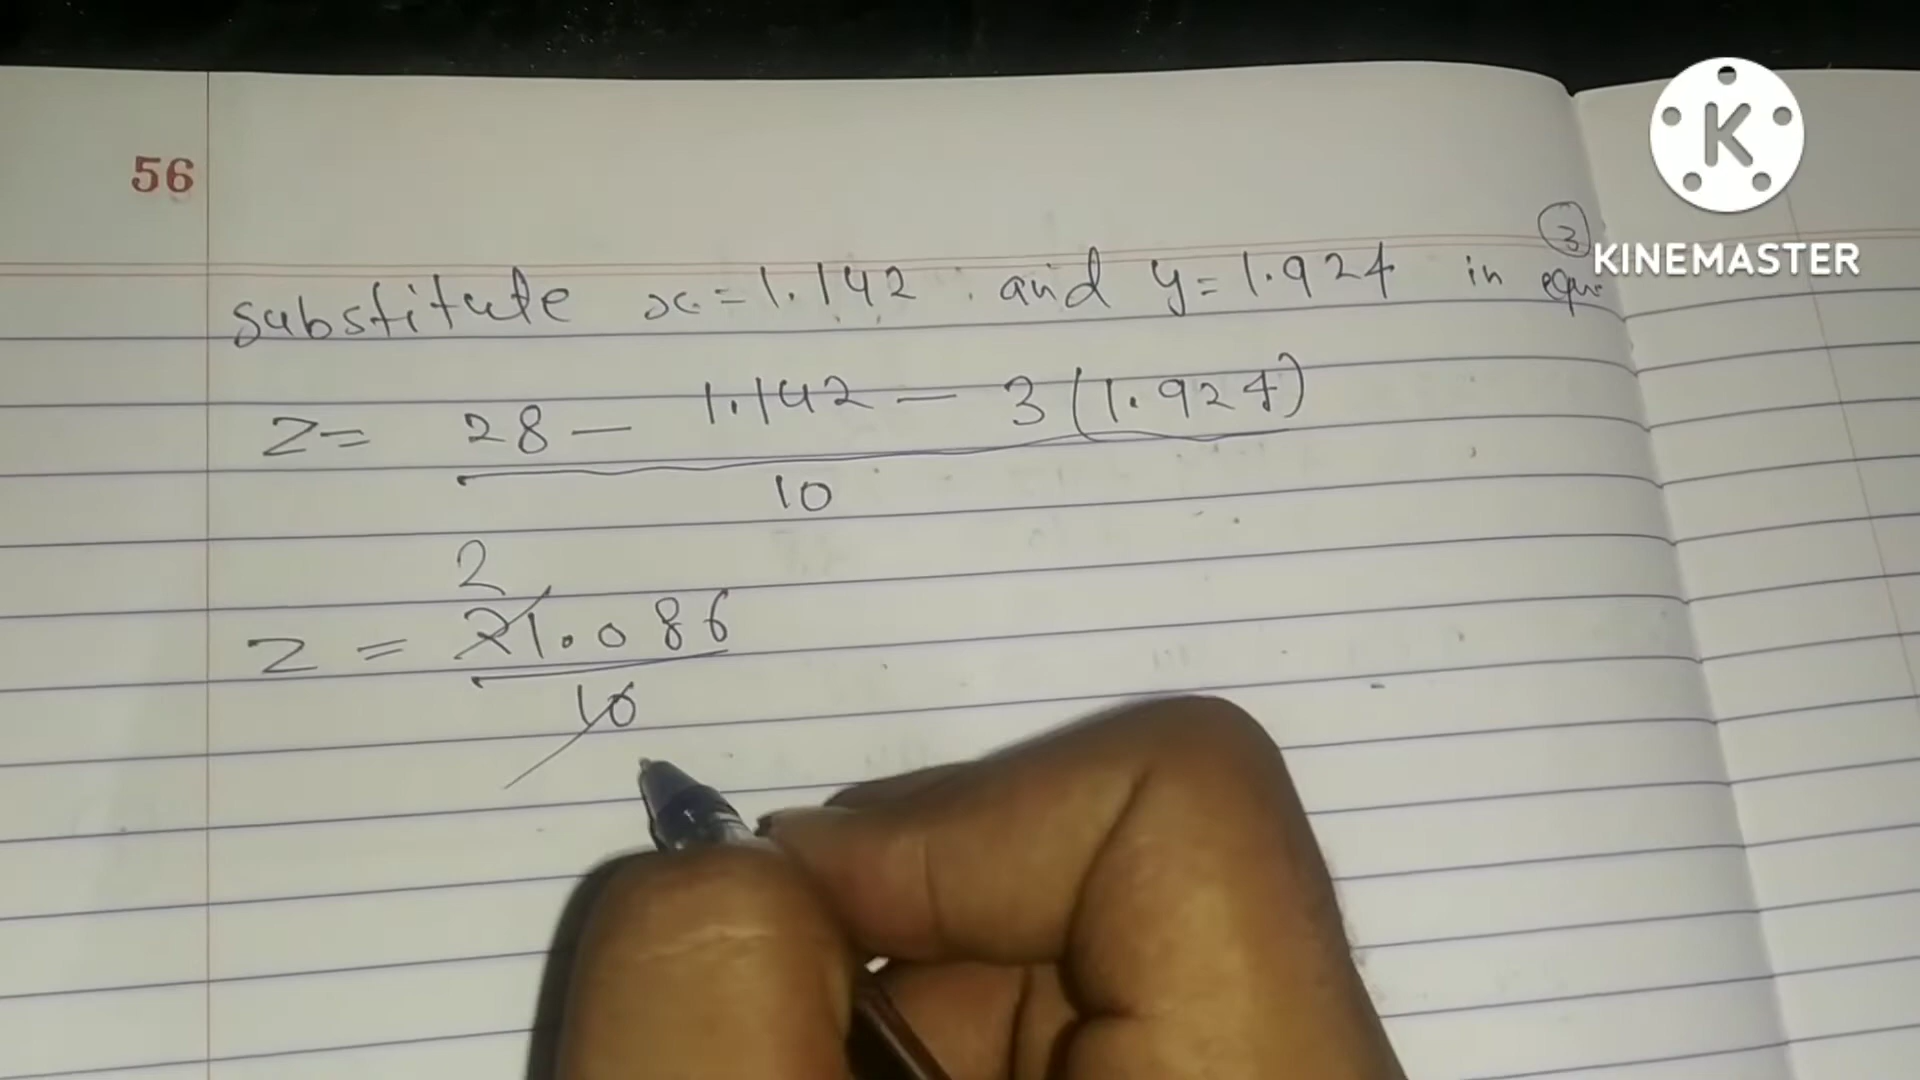 56
KINEMASTER
3
substitute x=1.142 and y=1.924 in equ
z= 28 - 1.142 - 3(1.924)
10
2
z = 21.086
10